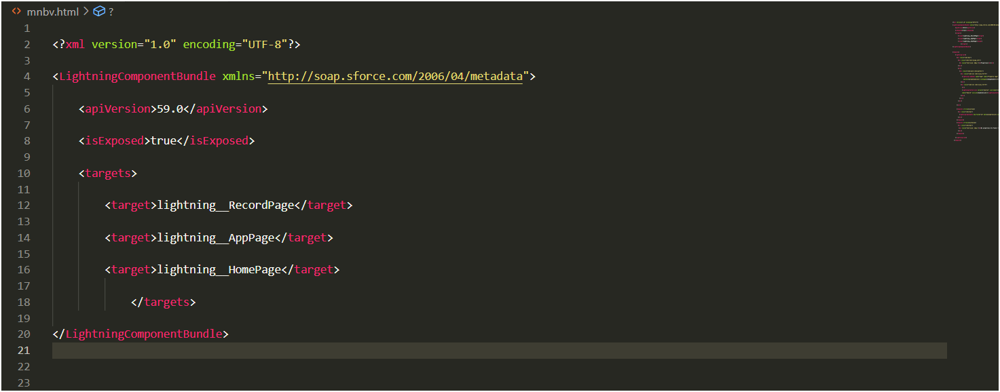 mnbv.html > ?
1
2 <?xml version="1.0" encoding="UTF-8"?>
3
4 <LightningComponentBundle xmlns="http://soap.sforce.com/2006/04/metadata">
5
6 <apiVersion>59.0</apiVersion>
7
8 <isExposed>true</isExposed>
9
10 <targets>
11
12 <target>lightning__RecordPage</target>
13
14 <target>lightning__AppPage</target>
15
16 <target>lightning__HomePage</target>
17
18 </targets>
19
20 </LightningComponentBundle>
21
22
23